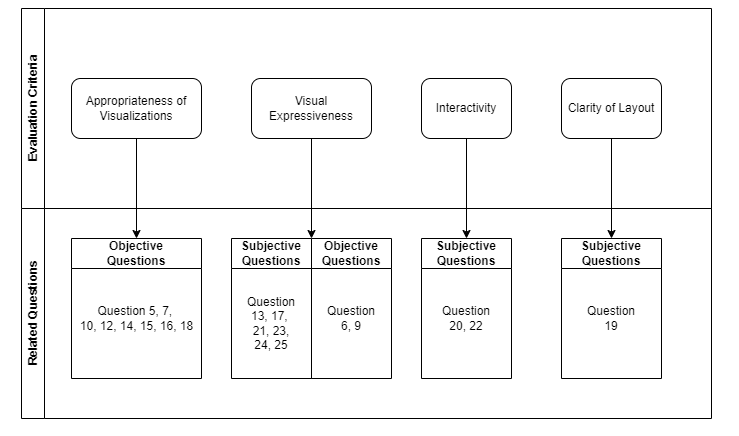 Evaluation Criteria
Appropriateness of
Visualizations
Visual
Expressiveness
Interactivity
Clarity of Layout
Related Questions
Objective
Questions
Question 5, 7,
10, 12, 14, 15, 16, 18
Subjective
Questions
Question
13, 17,
21, 23,
24, 25
Objective
Questions
Question
6, 9
Subjective
Questions
Question
20, 22
Subjective
Questions
Question
19